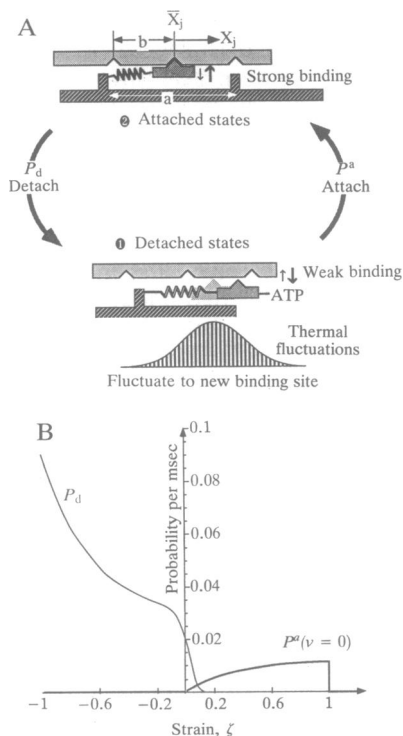 A
X̄j
b
Xj
Strong binding
a
❷ Attached states
Pd
Detach
Pᵃ
Attach
❶ Detached states
Weak binding
ATP
Thermal
fluctuations
Fluctuate to new binding site
B
Probability per msec
0.1
0.08
0.06
0.04
0.02
Pd
Pᵃ(ν = 0)
−1
−0.6
−0.2
0
0.2
0.6
1
Strain, ζ